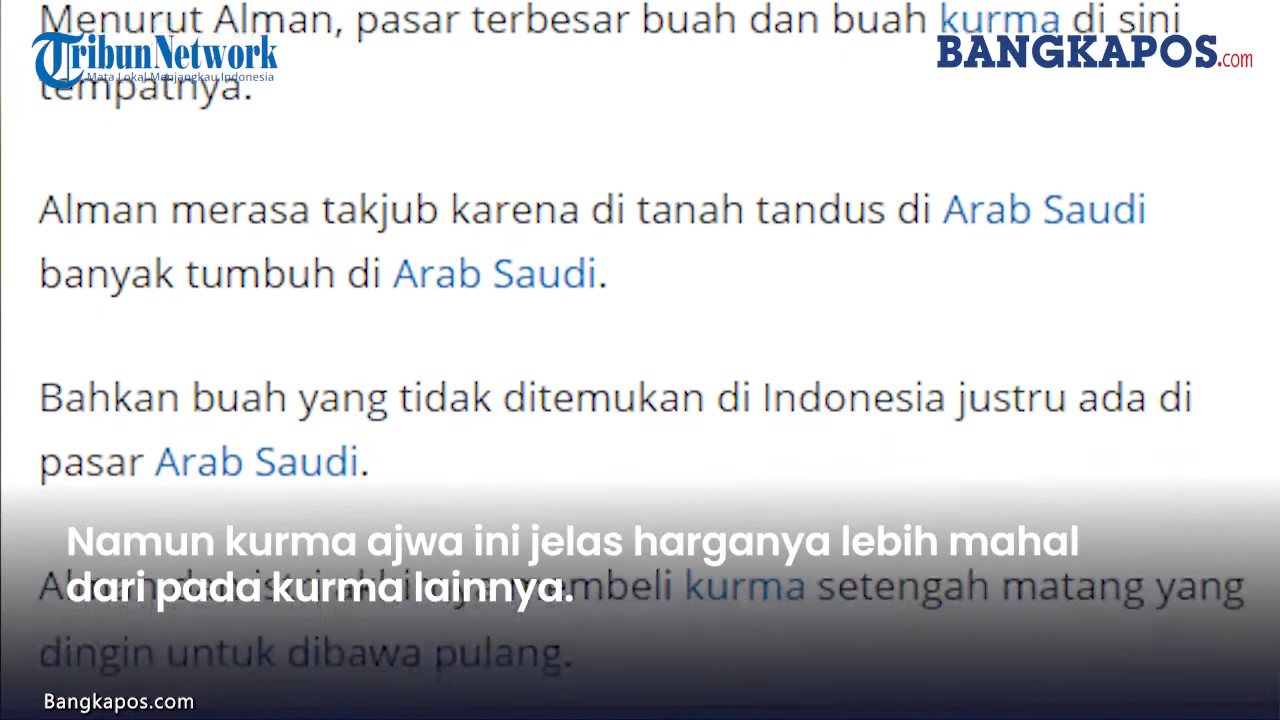 Menurut Alman, pasar terbesar buah dan buah kurma di sini
TribunNetwork
BANGKAPOS.com
Mata Lokal Menjangkau Indonesia
tempatnya.
Alman merasa takjub karena di tanah tandus di Arab Saudi
banyak tumbuh di Arab Saudi.
Bahkan buah yang tidak ditemukan di Indonesia justru ada di
pasar Arab Saudi.
Namun kurma ajwa ini jelas harganya lebih mahal
dari pada kurma lainnya.
kurma setengah matang yang
dingin untuk dibawa pulang.
Bangkapos.com